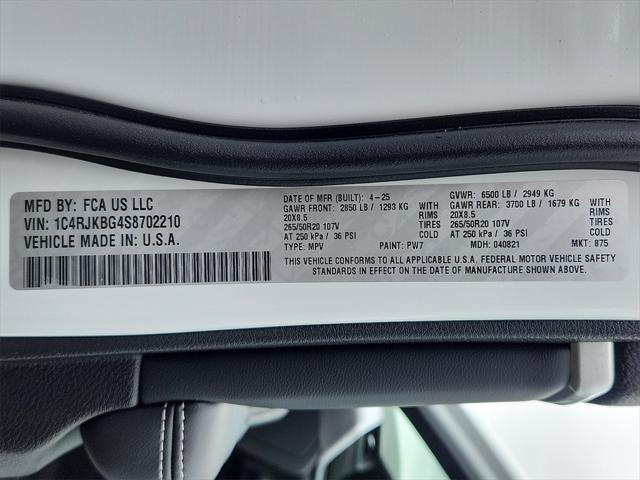 MFD BY: FCA US LLC
VIN: 1C4RJKBG4S8702210
VEHICLE MADE IN U.S.A.
DATE OF MFR (BUILT): 4-25
GAWR FRONT: 2850 LB / 1293 KG WITH
20X8.5 RIMS
265/50R20 107V TIRES
AT 250 kPa / 36 PSI COLD
TYPE: MPV PAINT: PW7
GVWR: 6500 LB / 2949 KG
GAWR REAR: 3700 LB / 1679 KG WITH
20X8.5 RIMS
265/50R20 107V TIRES
AT 250 kPa / 36 PSI COLD
MDH: 040821 MKT: 875
THIS VEHICLE CONFORMS TO ALL APPLICABLE U.S.A. FEDERAL MOTOR VEHICLE SAFETY
STANDARDS IN EFFECT ON THE DATE OF MANUFACTURE SHOWN ABOVE.